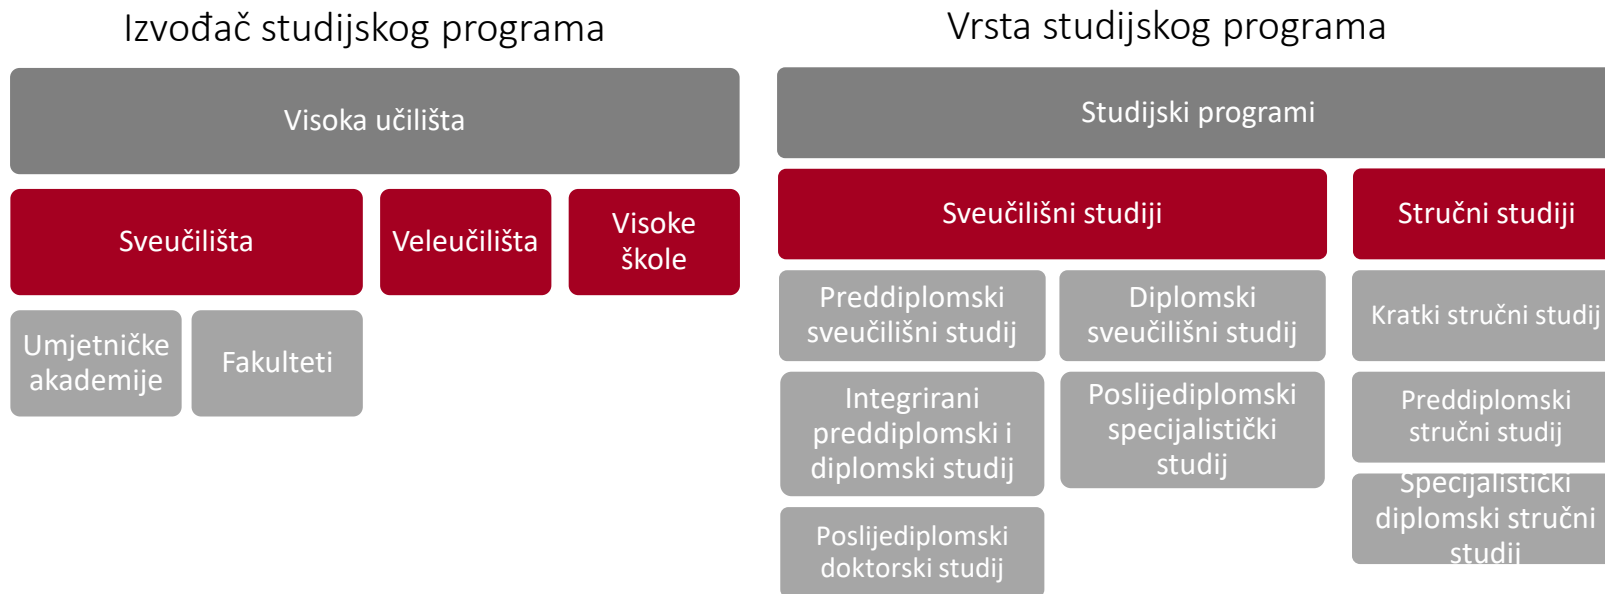 Izvođač studijskog programa
Visoka učilišta
Sveučilišta
Veleučilišta
Visoke
škole
Umjetničke
akademije
Fakulteti
Vrsta studijskog programa
Studijski programi
Sveučilišni studiji
Stručni studiji
Preddiplomski
sveučilišni studij
Diplomski
sveučilišni studij
Kratki stručni studij
Integrirani
preddiplomski i
diplomski studij
Poslijediplomski
specijalistički
studij
Preddiplomski
stručni studij
Poslijediplomski
doktorski studij
Specijalistički
diplomski stručni
studij